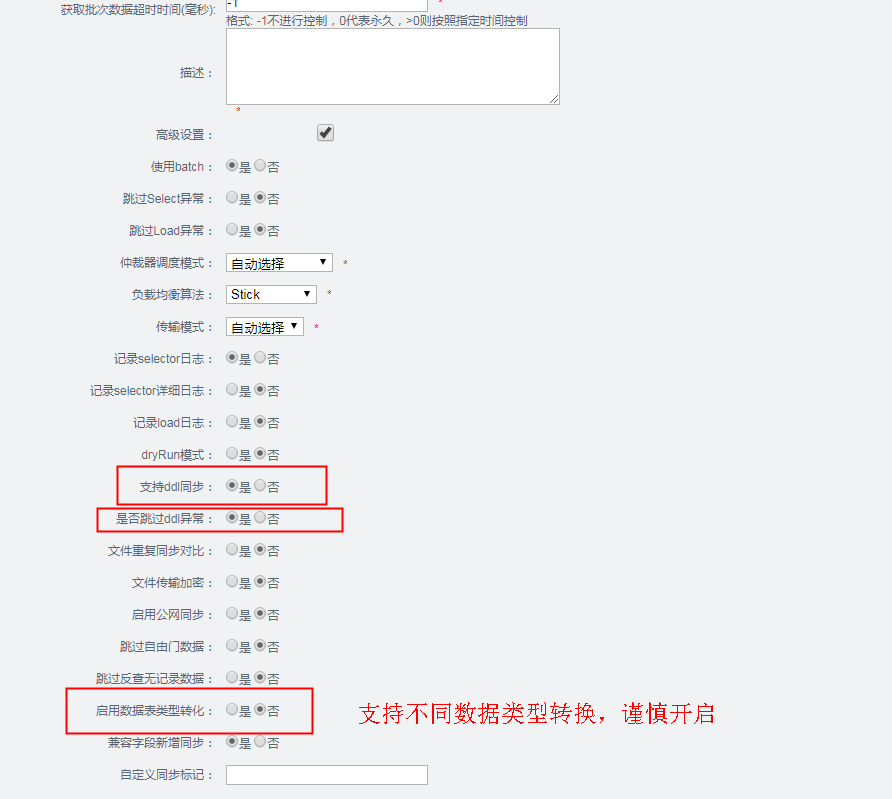 获取批次数据超时时间(毫秒): -1 *
格式: -1不进行控制，0代表永久，>0则按照指定时间控制
描述：
*
高级设置：
使用batch： 是 否
跳过Select异常： 是 否
跳过Load异常： 是 否
仲裁器调度模式： 自动选择 *
负载均衡算法： Stick *
传输模式： 自动选择 *
记录selector日志： 是 否
记录selector详细日志： 是 否
记录load日志： 是 否
dryRun模式： 是 否
支持ddl同步： 是 否
是否跳过ddl异常： 是 否
文件重复同步对比： 是 否
文件传输加密： 是 否
启用公网同步： 是 否
跳过自由门数据： 是 否
跳过反查无记录数据： 是 否
启用数据表类型转化： 是 否 支持不同数据类型转换，谨慎开启
兼容字段新增同步： 是 否
自定义同步标记：